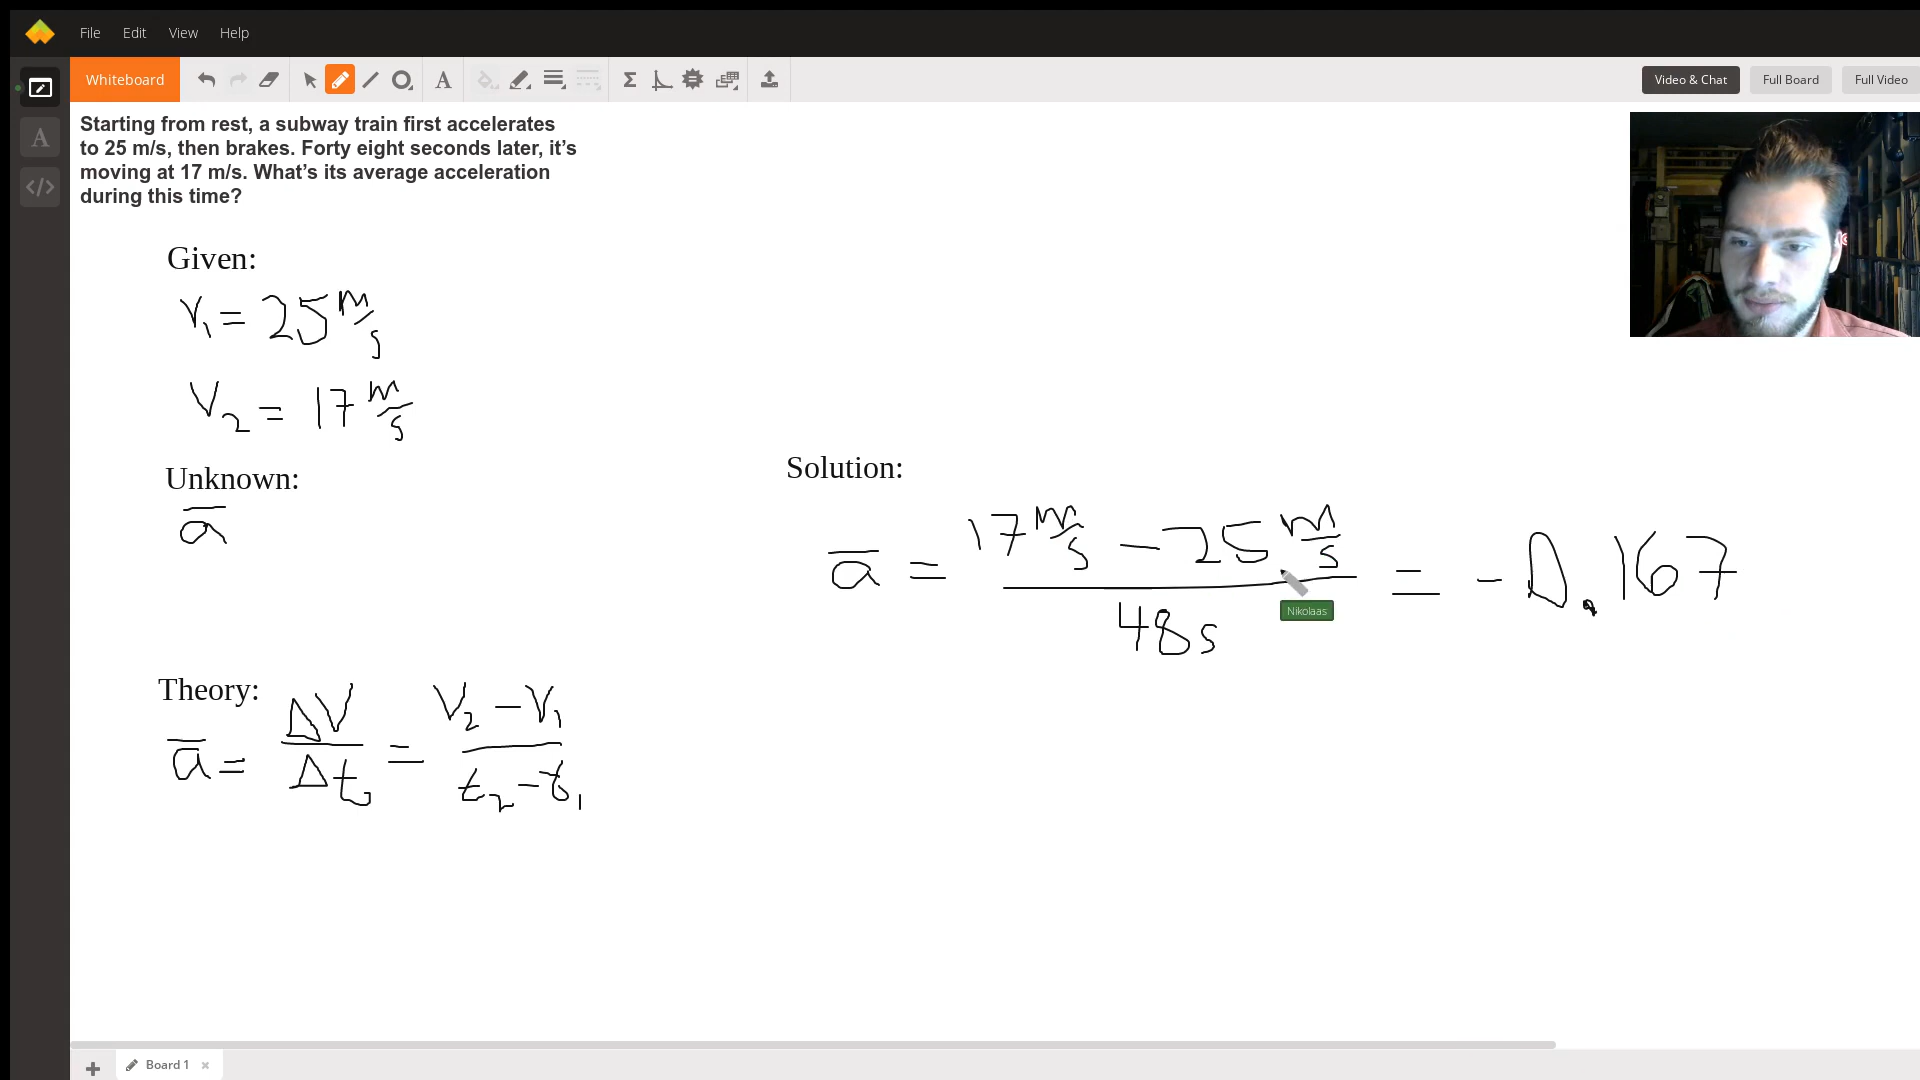 File Edit View Help
Whiteboard A Σ Video & Chat Full Board Full Video
A
</>
Starting from rest, a subway train first accelerates
to 25 m/s, then brakes. Forty eight seconds later, it’s
moving at 17 m/s. What’s its average acceleration
during this time?
Given:
v₁ = 25 m/s
v₂ = 17 m/s
Unknown:
a̅
Theory:
a̅ = ΔV/Δt = (V₂ − V₁)/(t₂ − t₁)
Solution:
a̅ = (17 m/s − 25 m/s)/48s = -0.167
Nikolaas
+ Board 1 ×